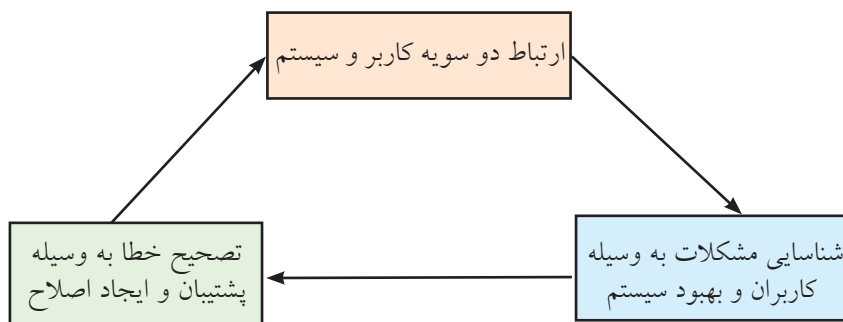 ارتباط دو سویه کاربر و سیستم
شناسایی مشکلات به وسیله
کاربران و بهبود سیستم
تصحیح خطا به وسیله
پشتیبان و ایجاد اصلاح